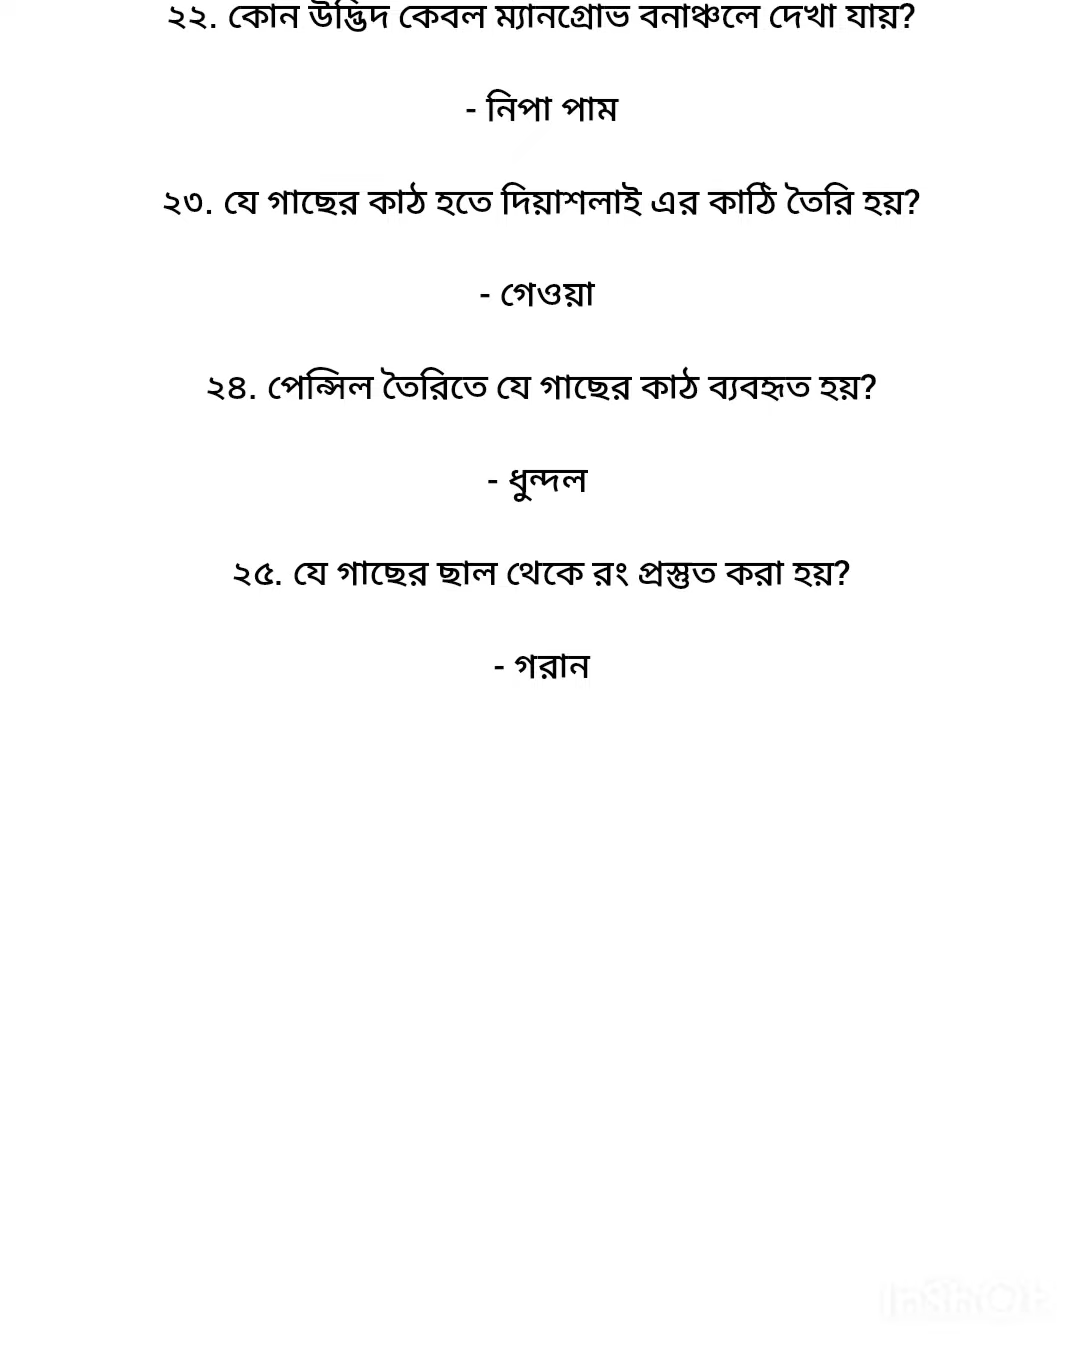 ২২. কোন উদ্ভিদ কেবল ম্যানগ্রোভ বনাঞ্চলে দেখা যায়?
- নিপা পাম
২৩. যে গাছের কাঠ হতে দিয়াশলাই এর কাঠি তৈরি হয়?
- গেওয়া
২৪. পেন্সিল তৈরিতে যে গাছের কাঠ ব্যবহৃত হয়?
- ধুন্দল
২৫. যে গাছের ছাল থেকে রং প্রস্তুত করা হয়?
- গরান
InShOt